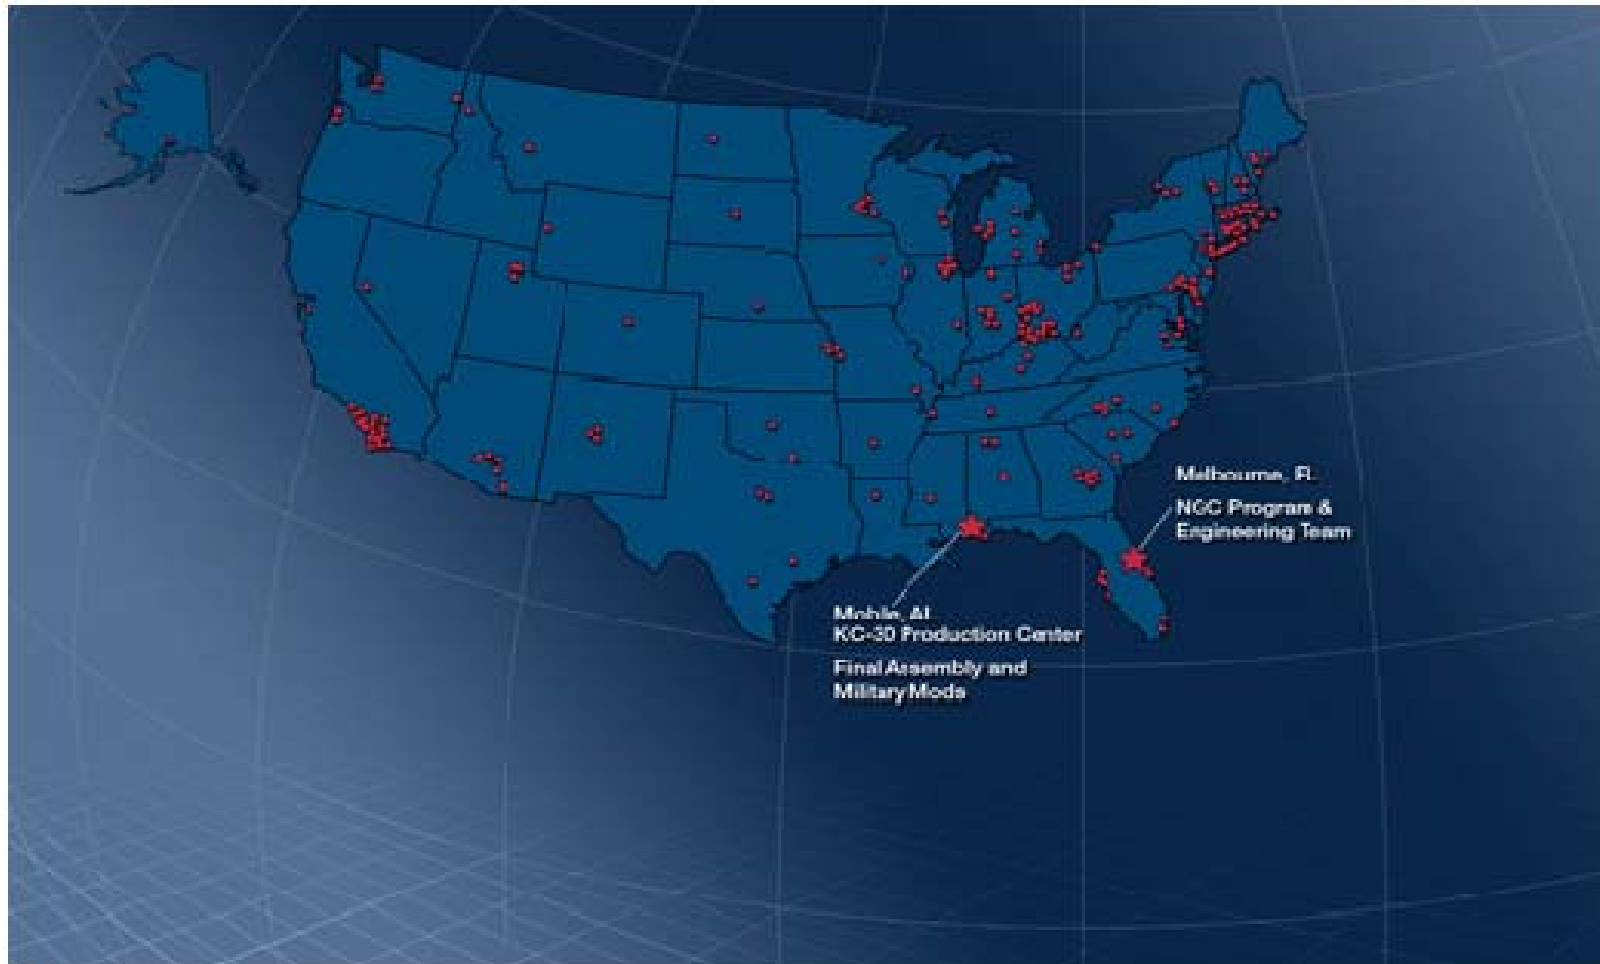 Melbourne, FL
NGC Program &
Engineering Team
Mobile, AL
KC-30 Production Center
Final Assembly and
Military Mods